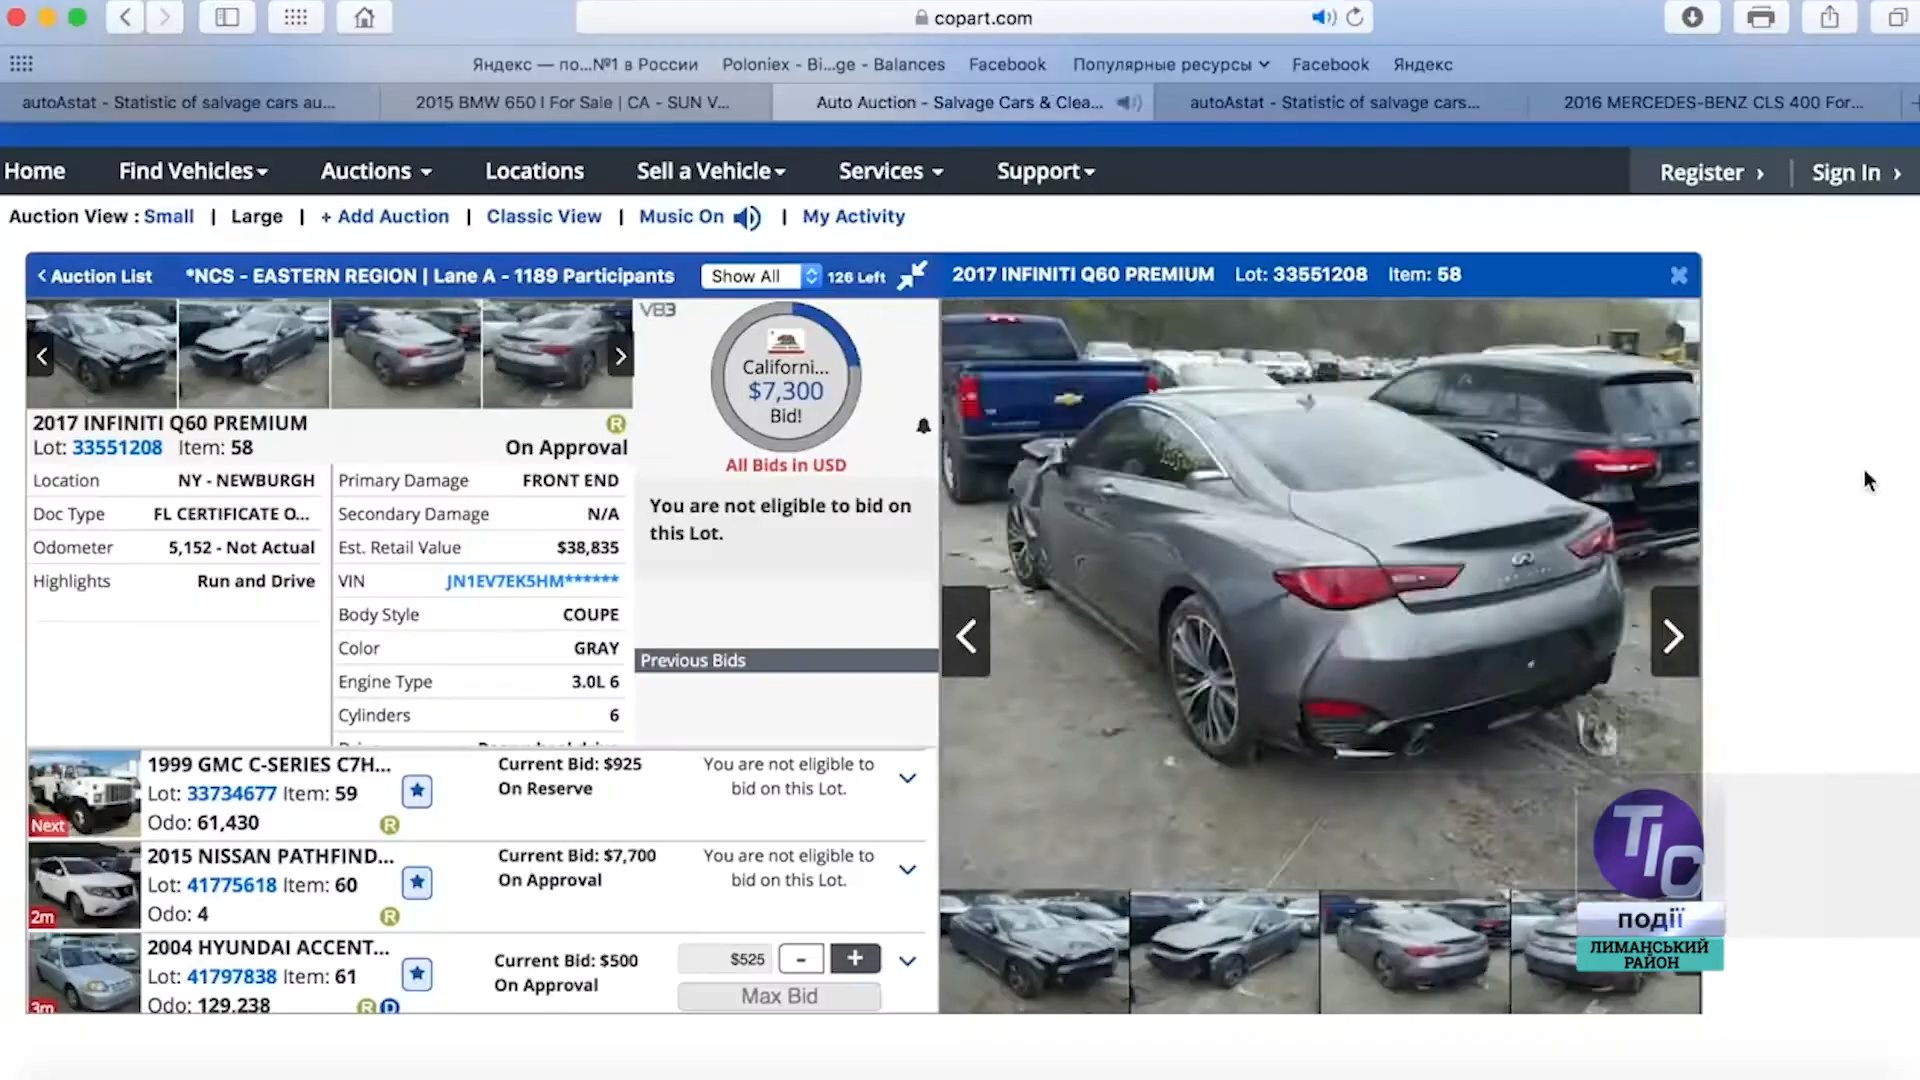 copart.com
Яндекс — по...№1 в России
Poloniex - Bi...ge - Balances
Facebook
Популярные ресурсы
Facebook
Яндекс
autoAstat - Statistic of salvage cars au...
2015 BMW 650 I For Sale | CA - SUN V...
Auto Auction - Salvage Cars & Clea...
autoAstat - Statistic of salvage cars...
2016 MERCEDES-BENZ CLS 400 For...
Home
Find Vehicles
Auctions
Locations
Sell a Vehicle
Services
Support
Register
Sign In
Auction View : Small | Large | + Add Auction | Classic View | Music On | My Activity
Auction List
*NCS - EASTERN REGION | Lane A - 1189 Participants
Show All
126 Left
2017 INFINITI Q60 PREMIUM Lot: 33551208 Item: 58
VB3
Californi...
$7,300
Bid!
All Bids in USD
You are not eligible to bid on
this Lot.
Previous Bids
2017 INFINITI Q60 PREMIUM
R
Lot: 33551208 Item: 58
On Approval
Location NY - NEWBURGH
Doc Type FL CERTIFICATE O...
Odometer 5,152 - Not Actual
Highlights Run and Drive
Primary Damage FRONT END
Secondary Damage N/A
Est. Retail Value $38,835
VIN JN1EV7EK5HM******
Body Style COUPE
Color GRAY
Engine Type 3.0L 6
Cylinders 6
Next
1999 GMC C-SERIES C7H...
Lot: 33734677 Item: 59
Odo: 61,430
R
Current Bid: $925
On Reserve
You are not eligible to
bid on this Lot.
2m
2015 NISSAN PATHFIND...
Lot: 41775618 Item: 60
Odo: 4
R
Current Bid: $7,700
On Approval
You are not eligible to
bid on this Lot.
3m
2004 HYUNDAI ACCENT...
Lot: 41797838 Item: 61
Odo: 129,238
R D
Current Bid: $500
On Approval
$525
- +
Max Bid
ТІС
події
ЛИМАНСЬКИЙ
РАЙОН